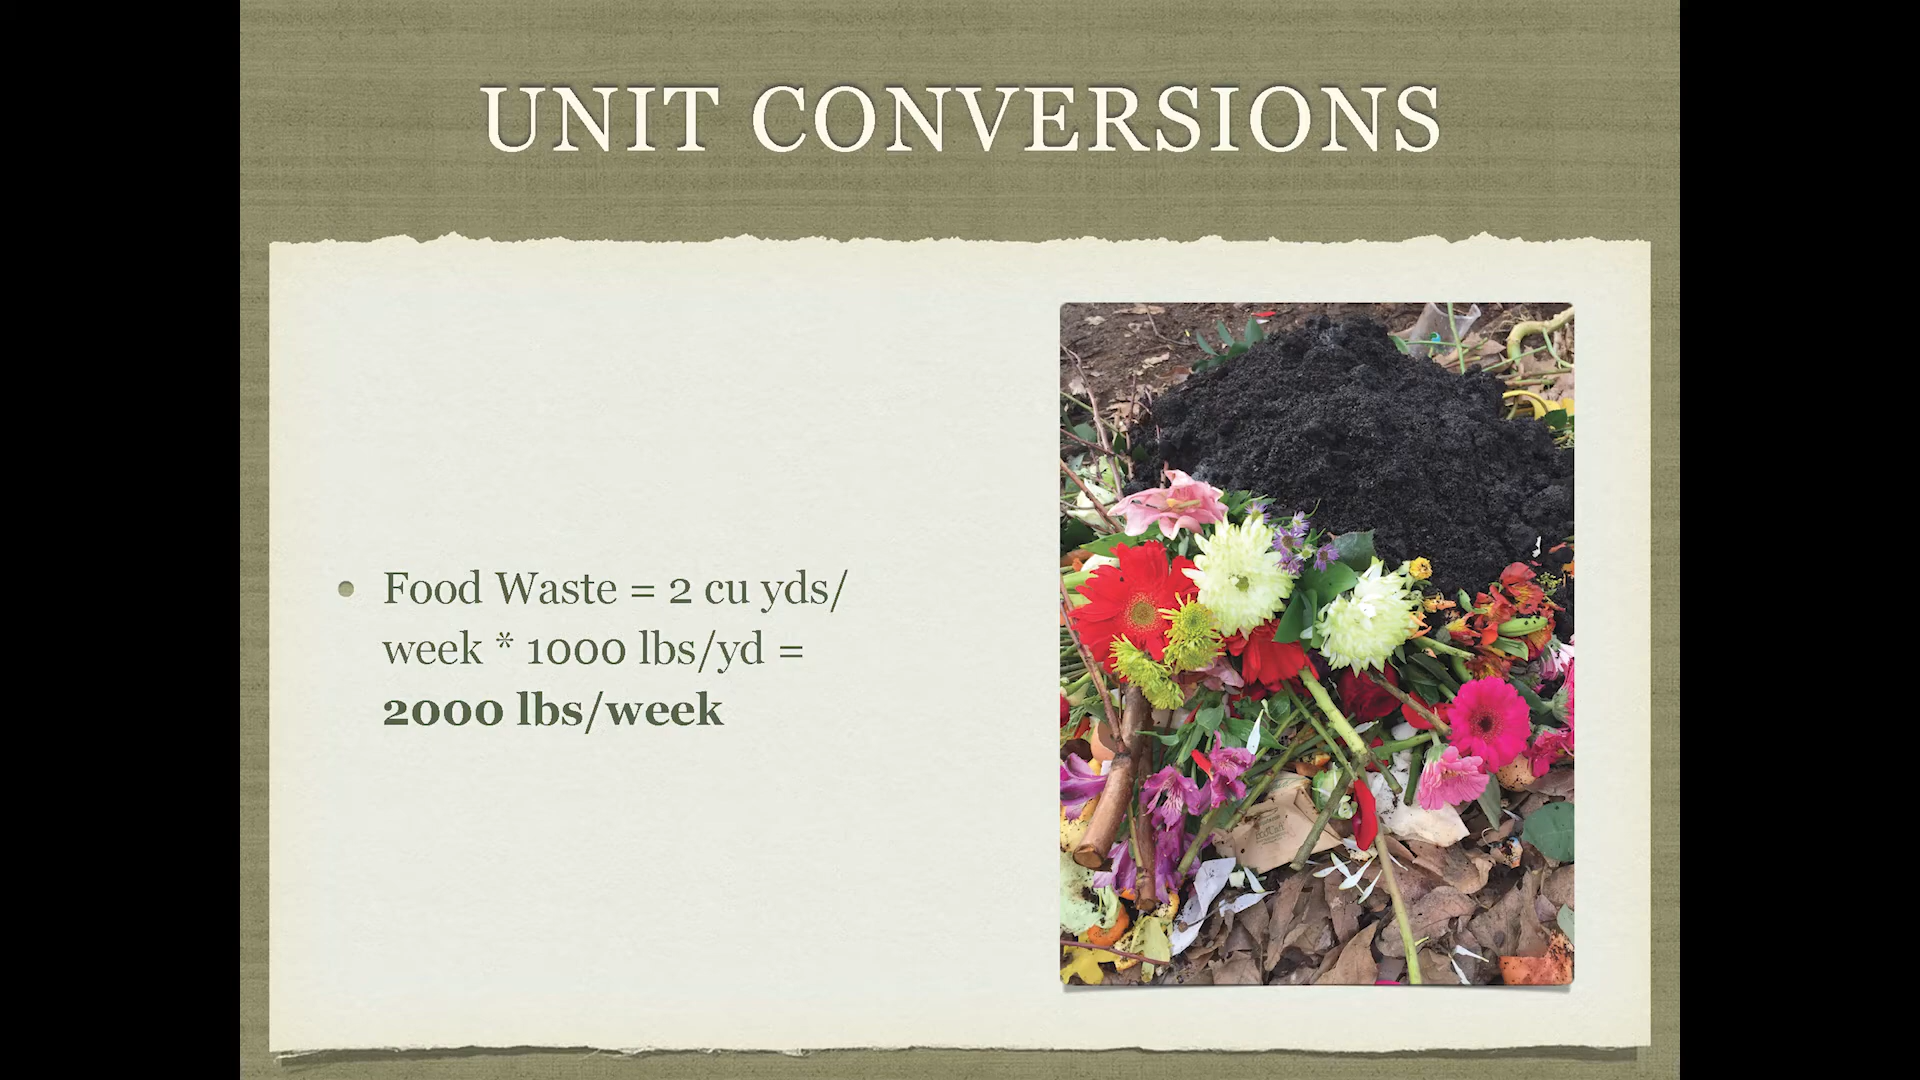 UNIT CONVERSIONS
• Food Waste = 2 cu yds/
week * 1000 lbs/yd =
2000 lbs/week